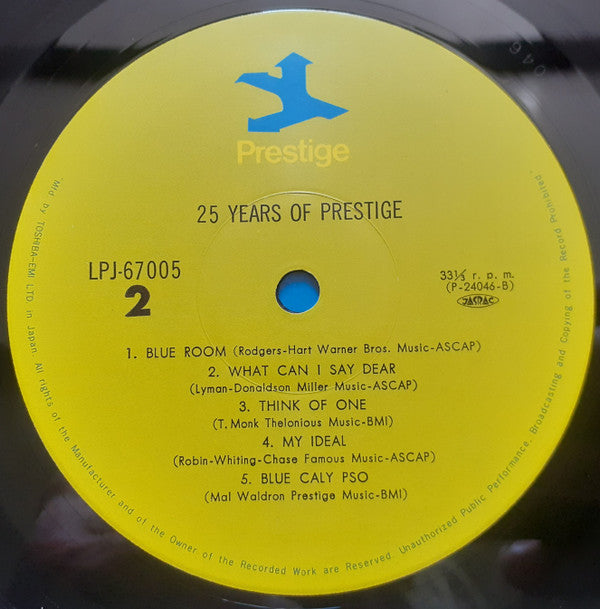 Prestige
25 YEARS OF PRESTIGE
LPJ-67005
2
33⅓ r. p. m.
(P-24046-B)
JASRAC
1. BLUE ROOM (Rodgers-Hart Warner Bros. Music-ASCAP)
2. WHAT CAN I SAY DEAR
(Lyman-Donaldson Miller Music-ASCAP)
3. THINK OF ONE
(T. Monk Thelonious Music-BMI)
4. MY IDEAL
(Robin-Whiting-Chase Famous Music-ASCAP)
5. BLUE CALY PSO
(Mal Waldron Prestige Music-BMI)
"Mfd by TOSHIBA-EMI LTD in Japan. All rights of the Manufacturer and of the Owner of the Recorded Work are Reserved. Unauthorized Public Performance, Broadcasting and Copying of the Record Prohibited"